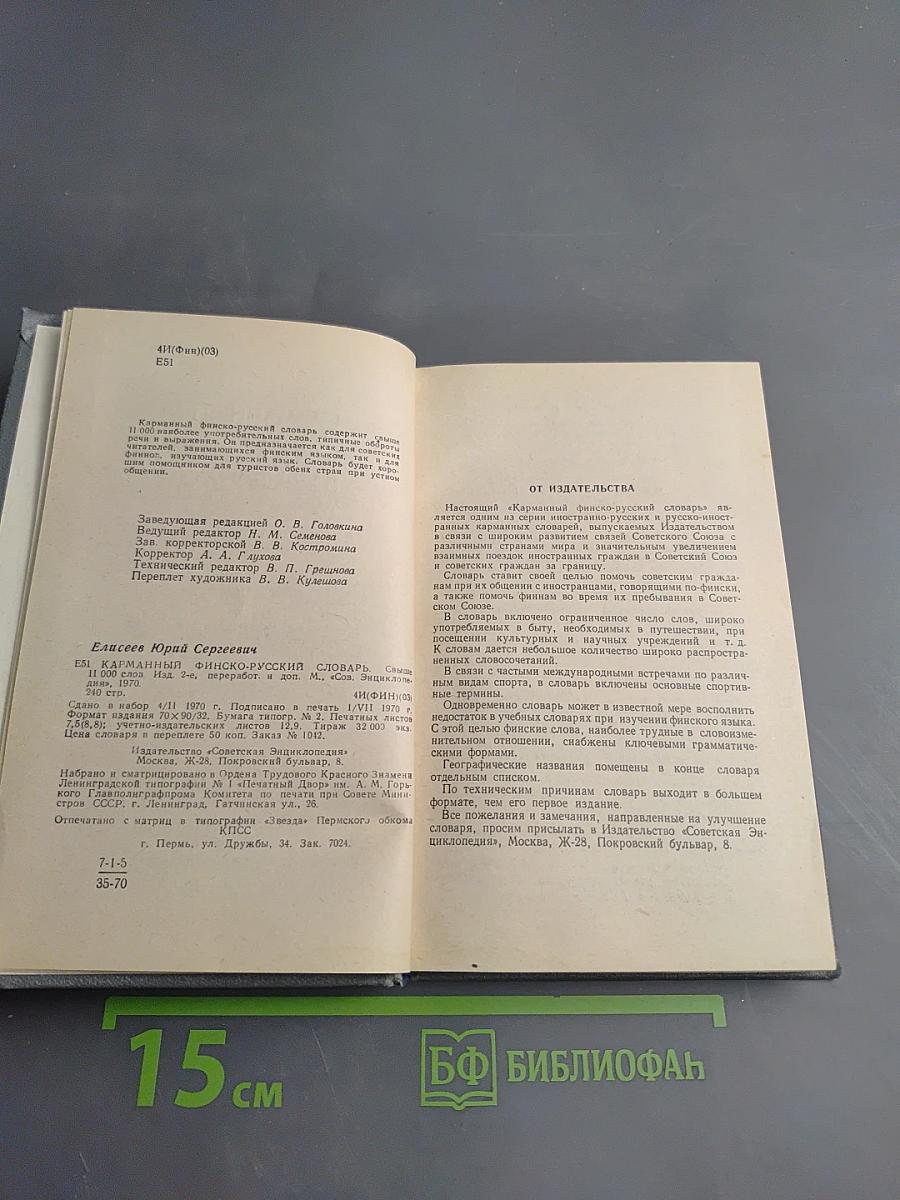 4И(Фин)(03)
Е51
Карманный финско-русский словарь содержит свыше
11 000 наиболее употребительных слов, типичные обороты
речи и выражения. Он предназначается как для советских
читателей, занимающихся финским языком, так и для
финнов, изучающих русский язык. Словарь будет хоро-
шим помощником для туристов обеих стран при устном
общении.
Заведующая редакцией О. В. Головкина
Ведущий редактор Н. М. Семенова
Зав. корректорской В. В. Костромина
Корректор А. А. Глухова
Технический редактор В. П. Грешнова
Переплет художника В. В. Кулешова
Елисеев Юрий Сергеевич
Е51 КАРМАННЫЙ ФИНСКО-РУССКИЙ СЛОВАРЬ. Свыше
11 000 слов. Изд. 2-е, переработ. и доп. М., «Сов. Энциклопе-
дия», 1970.
240 стр.
4И(ФИН)(03)
Сдано в набор 4/II 1970 г. Подписано в печать 1/VII 1970 г.
Формат издания 70×90/32. Бумага типогр. № 2. Печатных листов
7,5(8,8); учетно-издательских листов 12,9. Тираж 32 000 экз.
Цена словаря в переплете 50 коп. Заказ № 1042.
Издательство «Советская Энциклопедия»
Москва, Ж-28, Покровский бульвар, 8.
Набрано и сматрицировано в Ордена Трудового Красного Знамени
Ленинградской типографии № 1 «Печатный Двор» им. А. М. Горь-
кого Главполиграфпрома Комитета по печати при Совете Мини-
стров СССР. г. Ленинград, Гатчинская ул., 26.
Отпечатано с матриц в типографии «Звезда» Пермского обкома
КПСС
г. Пермь, ул. Дружбы, 34. Зак. 7024.
7-1-5
35-70
ОТ ИЗДАТЕЛЬСТВА
Настоящий «Карманный финско-русский словарь» яв-
ляется одним из серии иностранно-русских и русско-иност-
ранных карманных словарей, выпускаемых Издательством
в связи с широким развитием связей Советского Союза с
различными странами мира и значительным увеличением
взаимных поездок иностранных граждан в Советский Союз
и советских граждан за границу.
Словарь ставит своей целью помочь советским гражда-
нам при их общении с иностранцами, говорящими по-фински,
а также помочь финнам во время их пребывания в Совет-
ском Союзе.
В словарь включено ограниченное число слов, широко
употребляемых в быту, необходимых в путешествии, при
посещении культурных и научных учреждений и т. д.
К словам дается небольшое количество широко распростра-
ненных словосочетаний.
В связи с частыми международными встречами по различ-
ным видам спорта, в словарь включены основные спортив-
ные термины.
Одновременно словарь может в известной мере восполнить
недостаток в учебных словарях при изучении финского языка.
С этой целью финские слова, наиболее трудные в словоизме-
нительном отношении, снабжены ключевыми грамматиче-
скими формами.
Географические названия помещены в конце словаря
отдельным списком.
По техническим причинам словарь выходит в большем
формате, чем его первое издание.
Все пожелания и замечания, направленные на улучшение
словаря, просим присылать в Издательство «Советская Эн-
циклопедия», Москва, Ж-28, Покровский бульвар, 8.
15 см
БФ БИБЛИОФАЬ